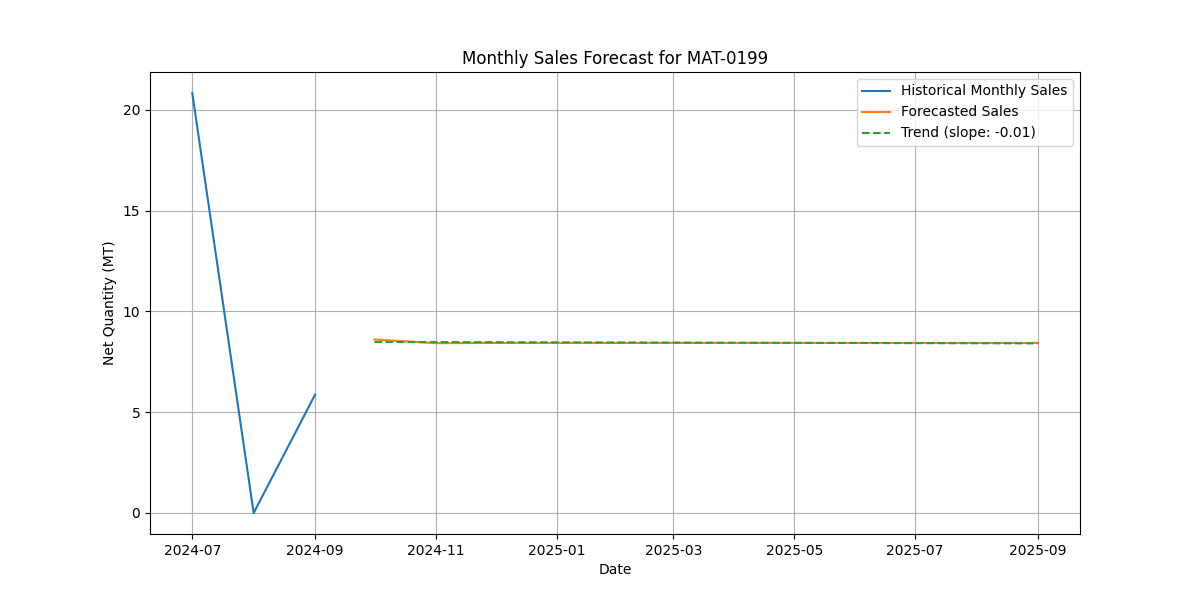 Monthly Sales Forecast for MAT-0199
Historical Monthly Sales
Forecasted Sales
Trend (slope: -0.01)
Net Quantity (MT)
20
15
10
5
0
2024-07 2024-09 2024-11 2025-01 2025-03 2025-05 2025-07 2025-09
Date